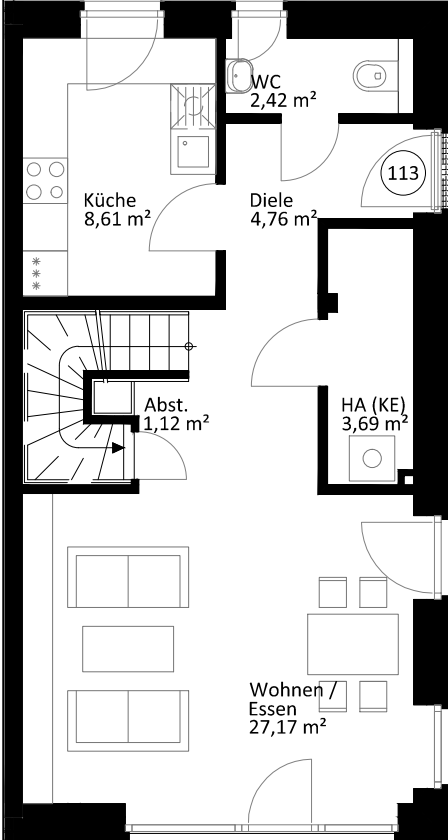 WC
2,42 m²
113
Küche
8,61 m²
Diele
4,76 m²
Abst.
1,12 m²
HA (KE)
3,69 m²
Wohnen /
Essen
27,17 m²